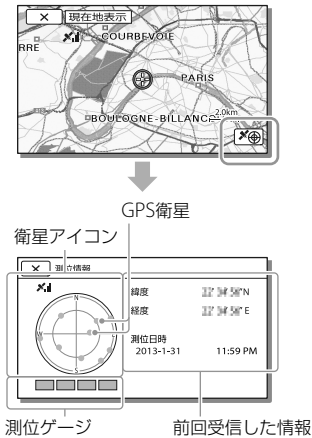 × 現在地表示
COURBEVOIE
RRE
PARIS
BOULOGNE-BILLANC
2.0km
GPS衛星
衛星アイコン
× 測位情報
N
W
E
S
緯度
N
経度
E
測位日時
2013-1-31 11:59 PM
測位ゲージ
前回受信した情報